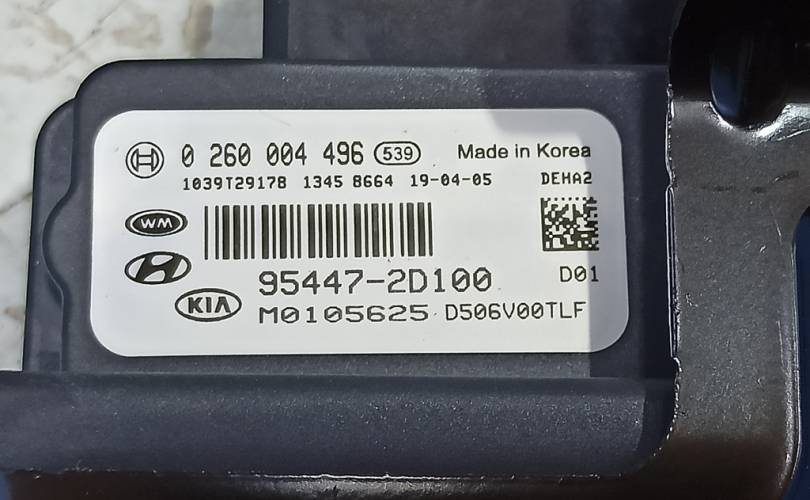 0 260 004 496 539 Made in Korea
1039T29178 1345 8664 19-04-05 DEHA2
WM
95447-2D100 D01
KIA M0105625 D506V00TLF